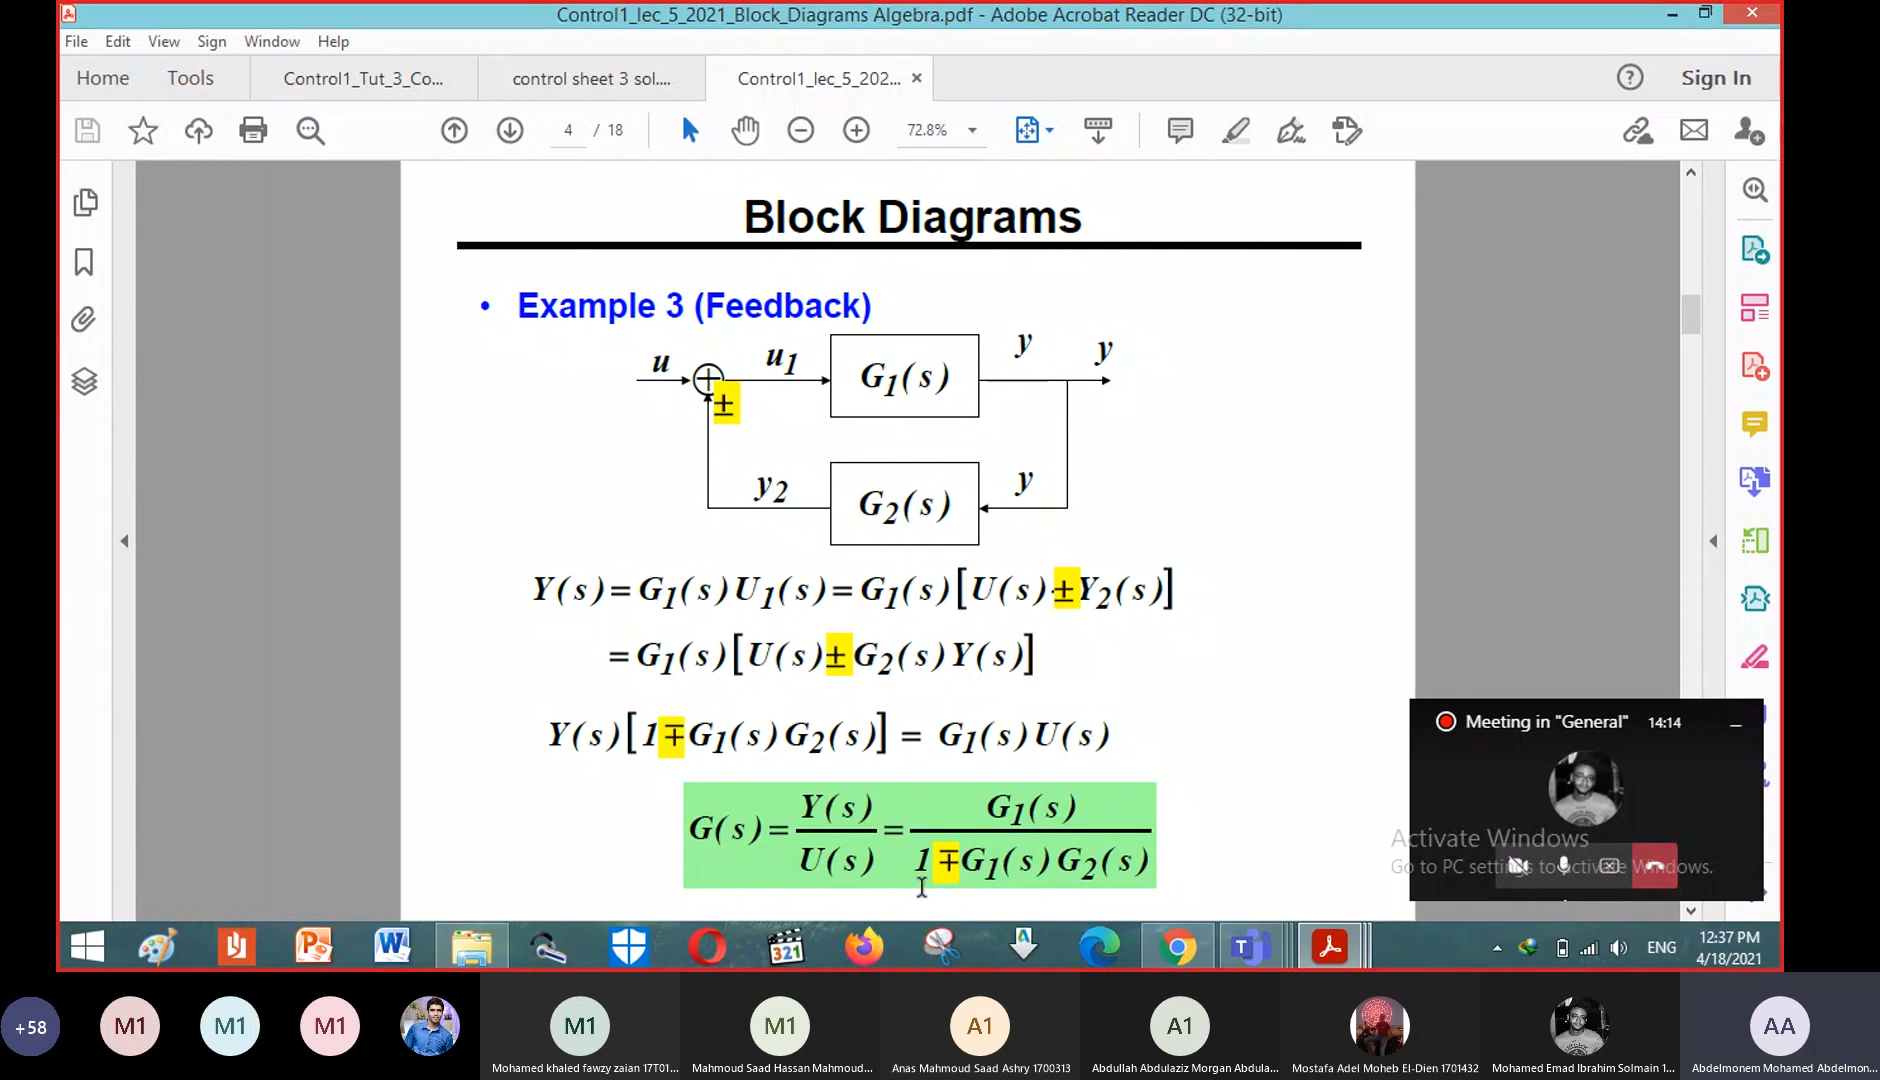 Control1_lec_5_2021_Block_Diagrams Algebra.pdf - Adobe Acrobat Reader DC (32-bit)
File Edit View Sign Window Help
Home Tools Control1_Tut_3_Co... control sheet 3 sol.... Control1_lec_5_202... × ? Sign In
4 / 18 72.8%
Block Diagrams
• Example 3 (Feedback)
u u1 G1(s) y y
±
y2 G2(s) y
Y(s) = G1(s) U1(s) = G1(s) [U(s) ± Y2(s)]
= G1(s) [U(s) ± G2(s) Y(s)]
Y(s) [1 ∓ G1(s) G2(s)] = G1(s) U(s)
G(s) = Y(s) / U(s) = G1(s) / 1 ∓ G1(s) G2(s)
Meeting in "General" 14:14
Activate Windows
Go to PC settings to activate Windows.
321
ENG
12:37 PM
4/18/2021
+58 M1 M1 M1 M1 M1 A1 A1 AA
Mohamed khaled fawzy zaian 17T01... Mahmoud Saad Hassan Mahmoud... Anas Mahmoud Saad Ashry 1700313 Abdullah Abdulaziz Morgan Abdula... Mostafa Adel Moheb El-Dien 1701432 Mohamed Emad Ibrahim Solmain 1... Abdelmonem Mohamed Abdelmon...